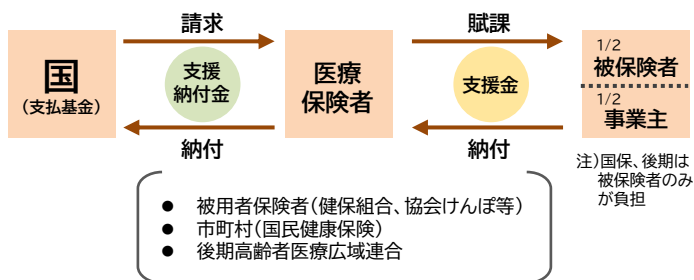 請求
賦課
国
(支払基金)
支援
納付金
医療
保険者
支援金
1/2
被保険者
1/2
事業主
納付
納付
注)国保、後期は
被保険者のみ
が負担
● 被用者保険者(健保組合、協会けんぽ等)
● 市町村(国民健康保険)
● 後期高齢者医療広域連合